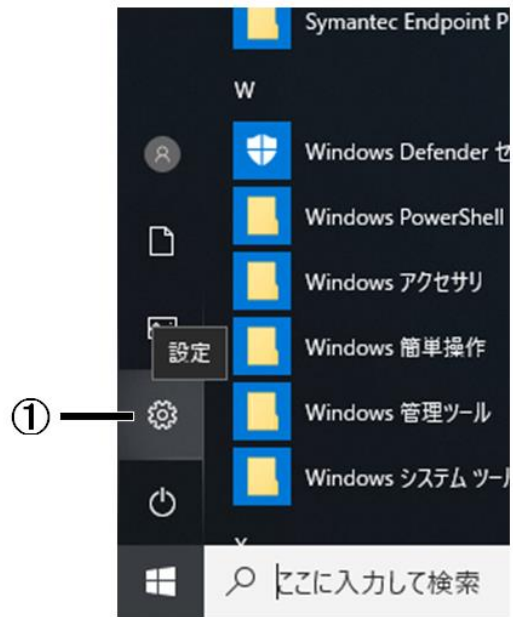 Symantec Endpoint P
W
Windows Defender セ
Windows PowerShell
Windows アクセサリ
設定
Windows 簡単操作
①
Windows 管理ツール
Windows システム ツール
ここに入力して検索